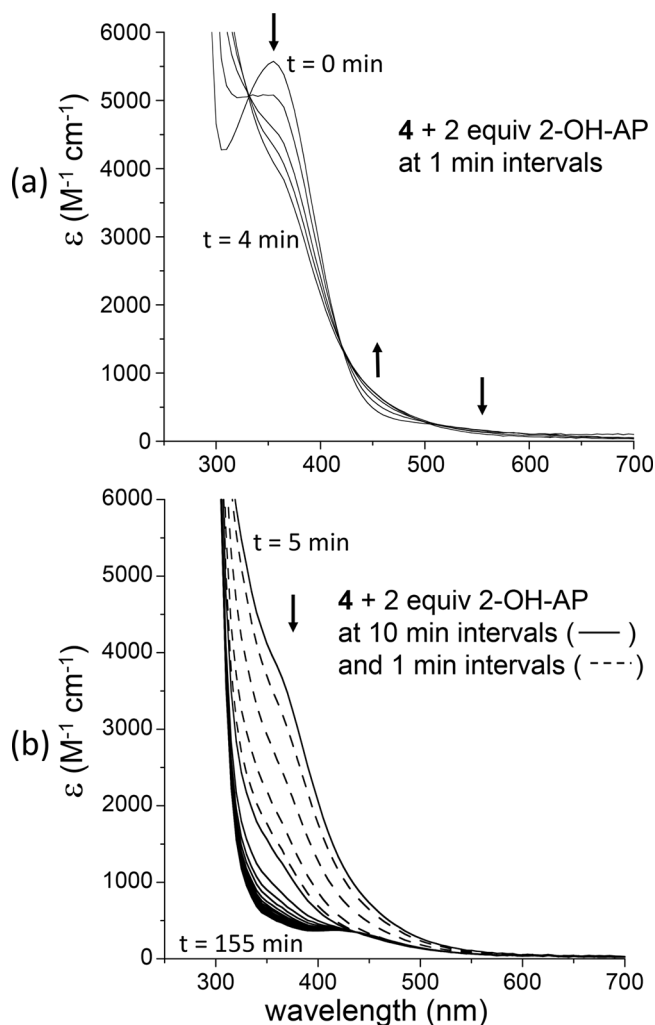 (a)
ε (M⁻¹ cm⁻¹)
6000
5000
4000
3000
2000
1000
0
t = 0 min
4 + 2 equiv 2-OH-AP
at 1 min intervals
t = 4 min
300 400 500 600 700
(b)
ε (M⁻¹ cm⁻¹)
6000
5000
4000
3000
2000
1000
0
t = 5 min
4 + 2 equiv 2-OH-AP
at 10 min intervals ( — )
and 1 min intervals ( ---- )
t = 155 min
300 400 500 600 700
wavelength (nm)